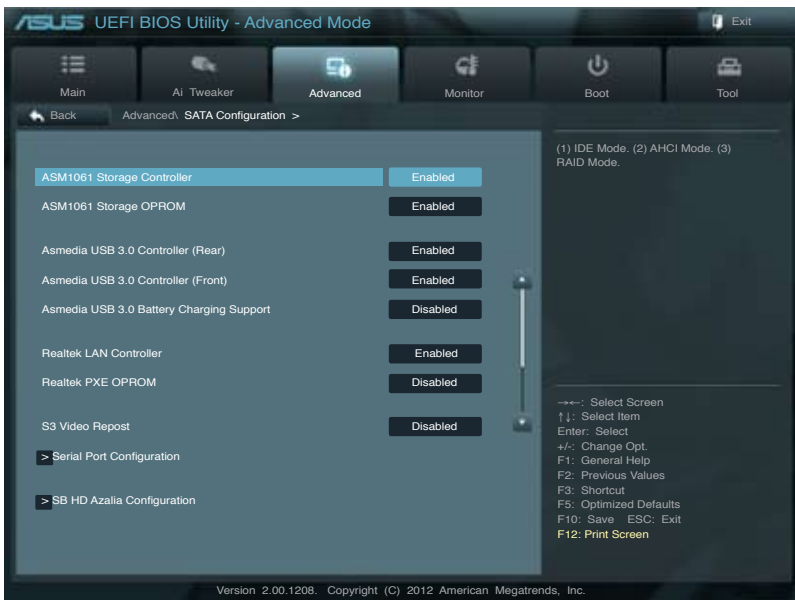 ASUS UEFI BIOS Utility - Advanced Mode
Exit
Main
Ai Tweaker
Advanced
Monitor
Boot
Tool
Back
Advanced\ SATA Configuration >
(1) IDE Mode. (2) AHCI Mode. (3)
RAID Mode.
ASM1061 Storage Controller Enabled
ASM1061 Storage OPROM Enabled
Asmedia USB 3.0 Controller (Rear) Enabled
Asmedia USB 3.0 Controller (Front) Enabled
Asmedia USB 3.0 Battery Charging Support Disabled
Realtek LAN Controller Enabled
Realtek PXE OPROM Disabled
S3 Video Repost Disabled
> Serial Port Configuration
> SB HD Azalia Configuration
→←: Select Screen
↑↓: Select Item
Enter: Select
+/-: Change Opt.
F1: General Help
F2: Previous Values
F3: Shortcut
F5: Optimized Defaults
F10: Save ESC: Exit
F12: Print Screen
Version 2.00.1208. Copyright (C) 2012 American Megatrends, Inc.